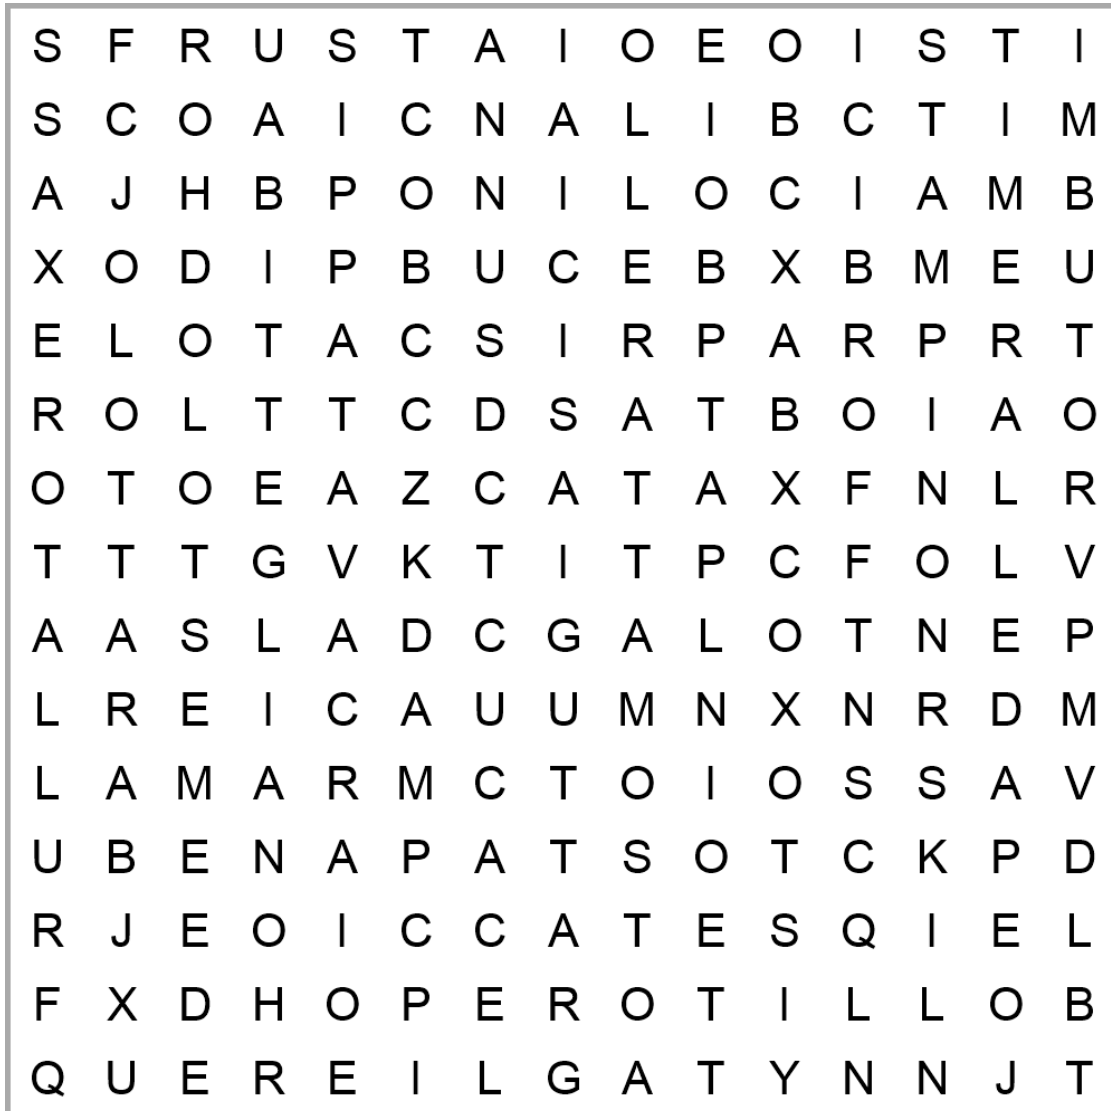 S F R U S T A I O E O I S T I
S C O A I C N A L I B C T I M
A J H B P O N I L O C I A M B
X O D I P B U C E B X B M E U
E L O T A C S I R P A R P R T
R O L T T C D S A T B O I A O
O T O E A Z C A T A X F N L R
T T T G V K T I T P C F O L V
A A S L A D C G A L O T N E P
L R E I C A U U M N X N R D M
L A M A R M C T O I O S S A V
U B E N A P A T S O T C K P D
R J E O I C C A T E S Q I E L
F X D H O P E R O T I L L O B
Q U E R E I L G A T Y N N J T